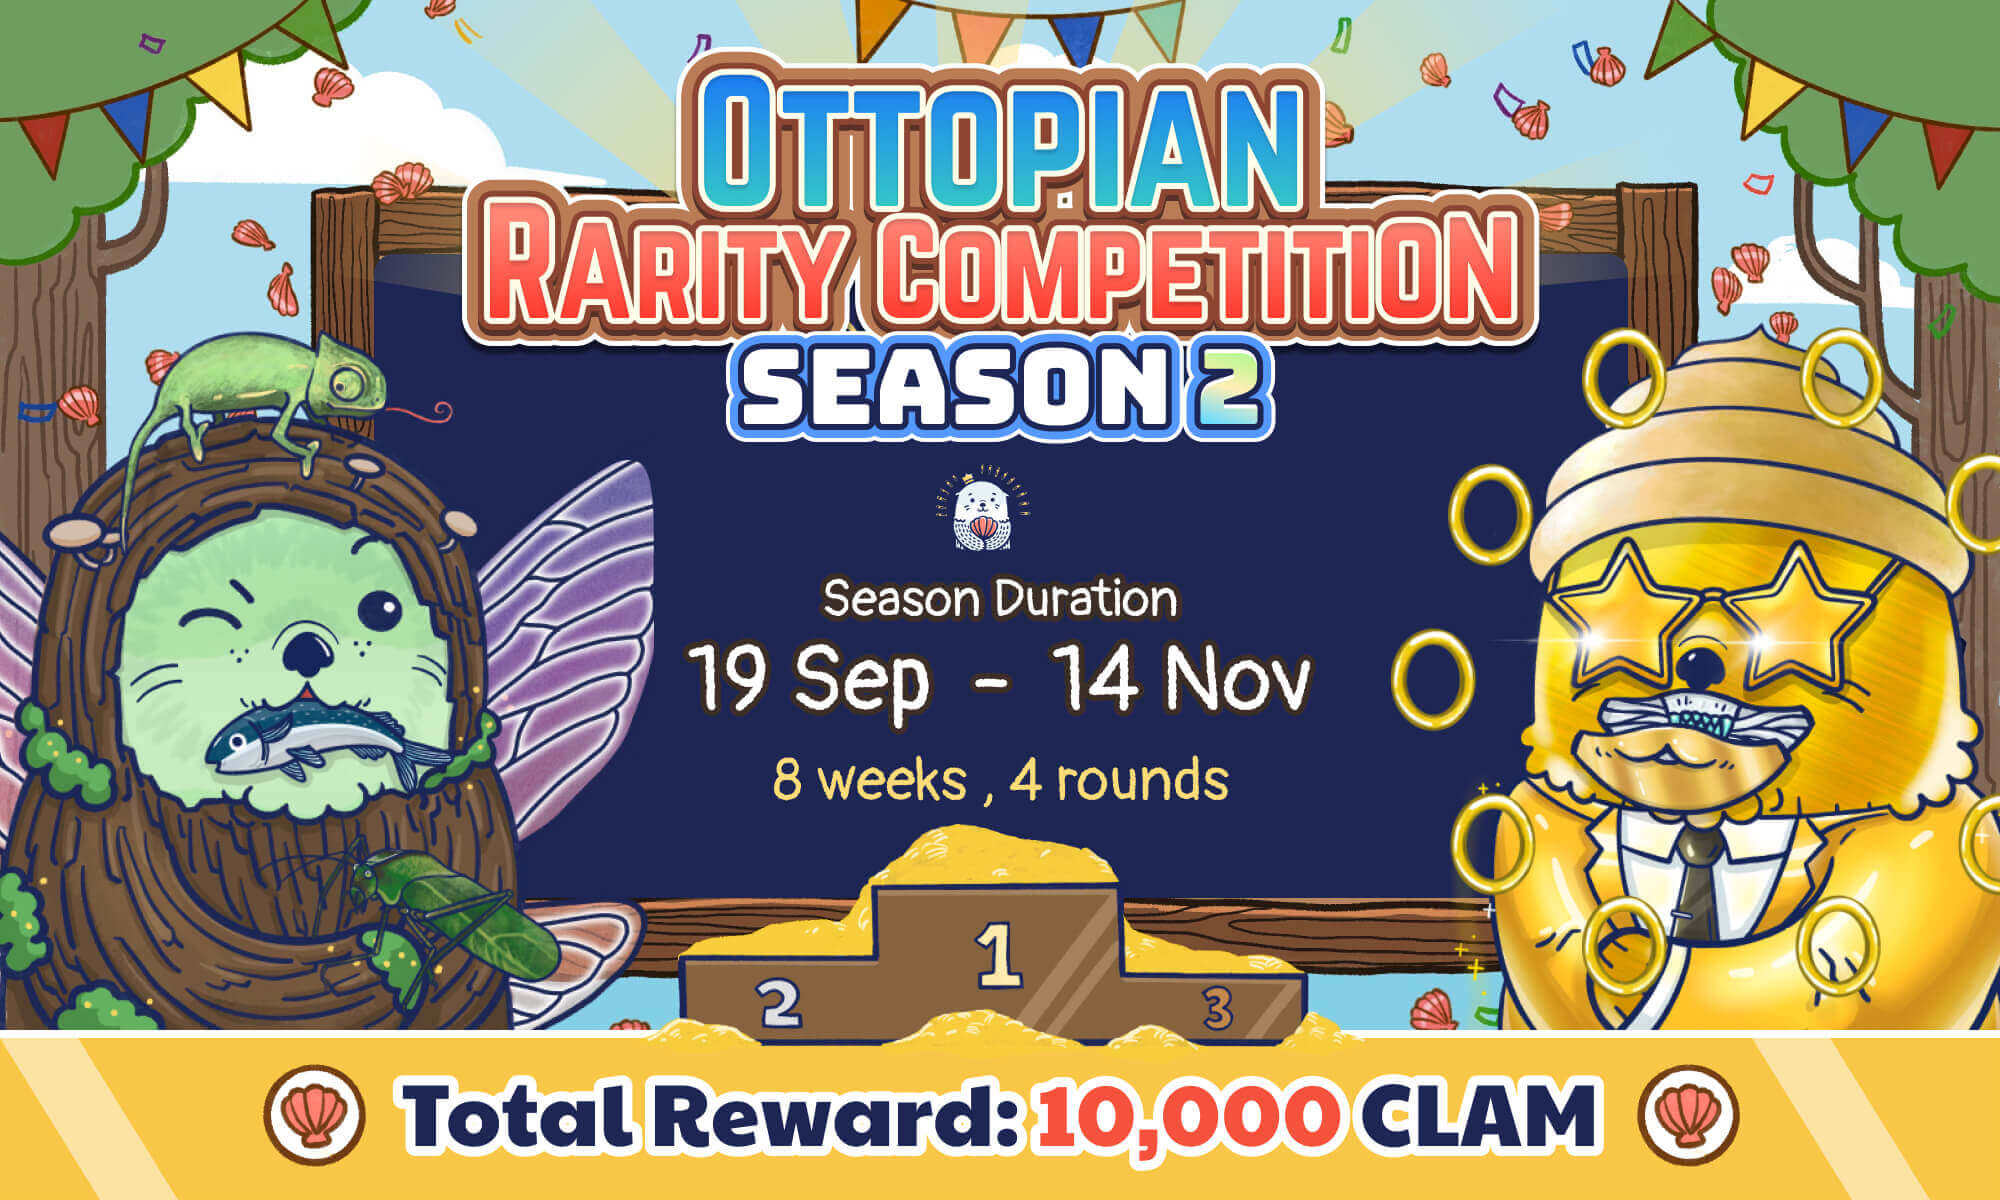 OTTOPIAN
RARITY COMPETITION
SEASON 2
Season Duration
19 Sep - 14 Nov
8 weeks , 4 rounds
1
2
3
Total Reward: 10,000 CLAM